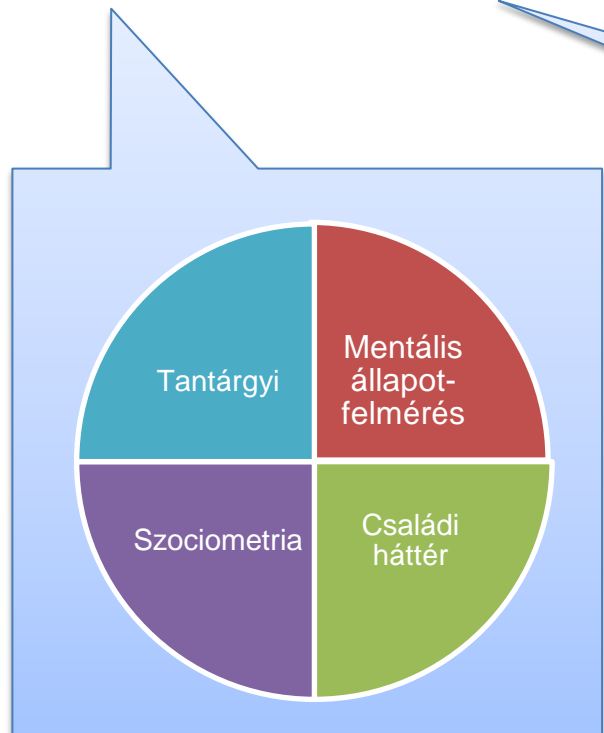 Tantárgyi
Mentális
állapot-
felmérés
Szociometria
Családi
háttér